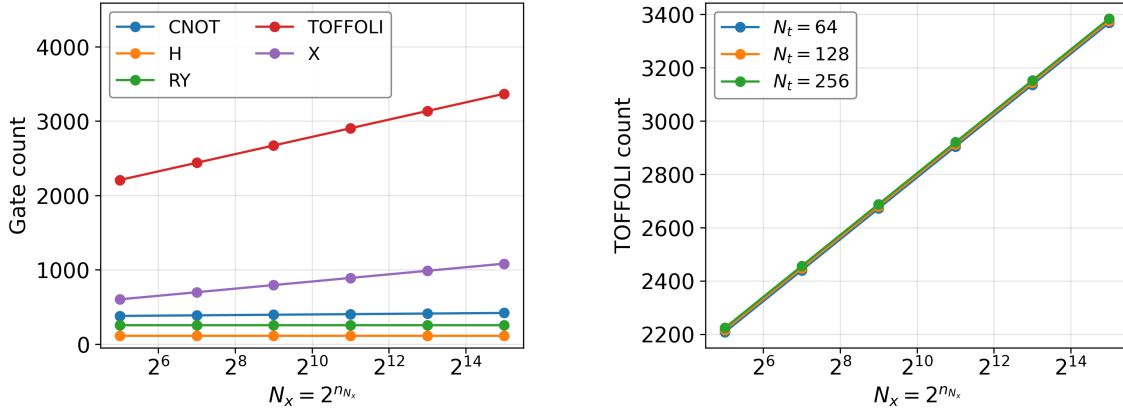 CNOT
H
RY
TOFFOLI
X
4000
3000
2000
1000
0
Gate count
2^6 2^8 2^10 2^12 2^14
N_x = 2^{n_{N_x}}
N_t = 64
N_t = 128
N_t = 256
3400
3200
3000
2800
2600
2400
2200
TOFFOLI count
2^6 2^8 2^10 2^12 2^14
N_x = 2^{n_{N_x}}